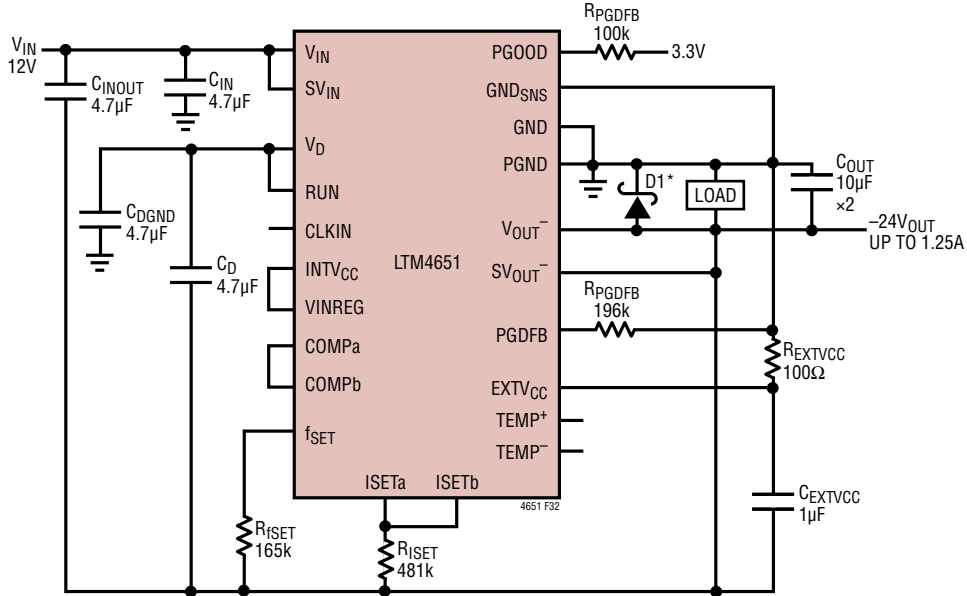 V_IN
12V
C_INOUT
4.7µF
C_IN
4.7µF
C_DGND
4.7µF
C_D
4.7µF
V_IN
SV_IN
V_D
RUN
CLKIN
INTV_CC
VINREG
COMPa
COMPb
f_SET
ISETa
ISETb
LTM4651
PGOOD
GND_SNS
GND
PGND
V_OUT^–
SV_OUT^–
PGDFB
EXTV_CC
TEMP^+
TEMP^–
4651 F32
R_PGDFB
100k
3.3V
D1*
LOAD
C_OUT
10µF
×2
–24V_OUT
UP TO 1.25A
R_PGDFB
196k
R_EXTVCC
100Ω
C_EXTVCC
1µF
R_fSET
165k
R_ISET
481k